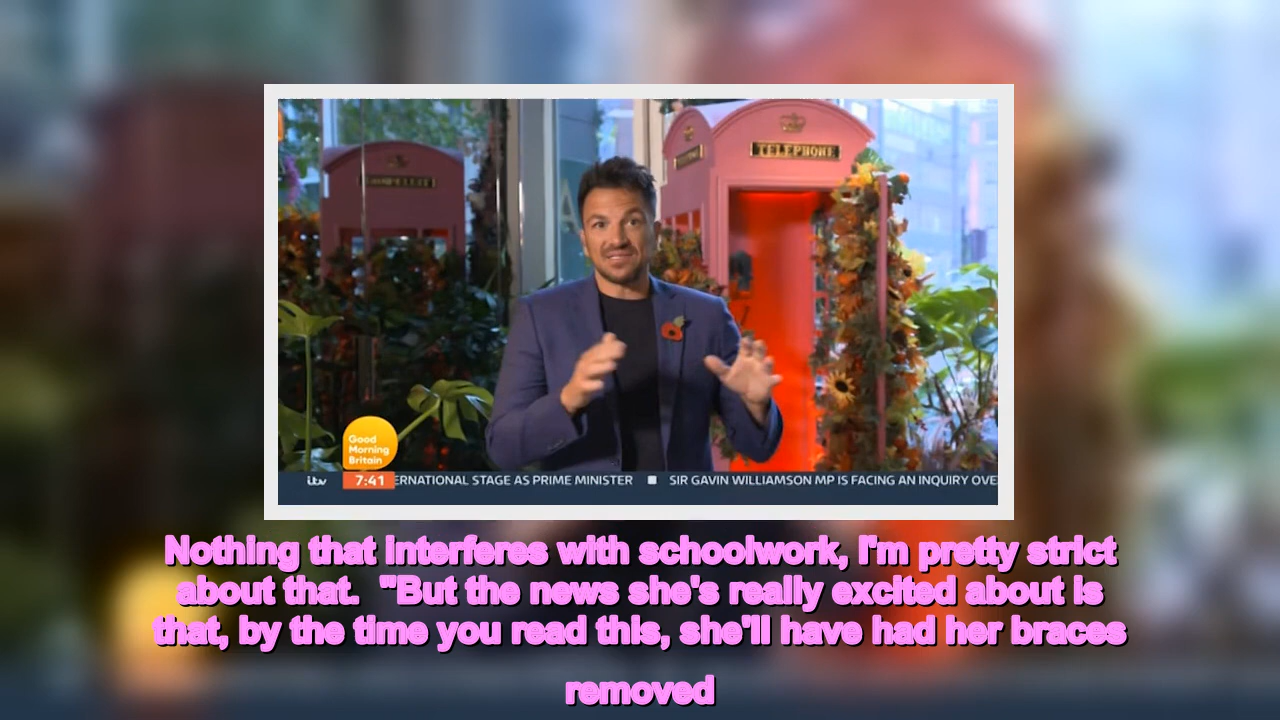 TELEPHONE
Good
Morning
Britain
itv
7:41
ERNATIONAL STAGE AS PRIME MINISTER ■ SIR GAVIN WILLIAMSON MP IS FACING AN INQUIRY OVE
Nothing that interferes with schoolwork, I'm pretty strict
about that. "But the news she's really excited about is
that, by the time you read this, she'll have had her braces
removed